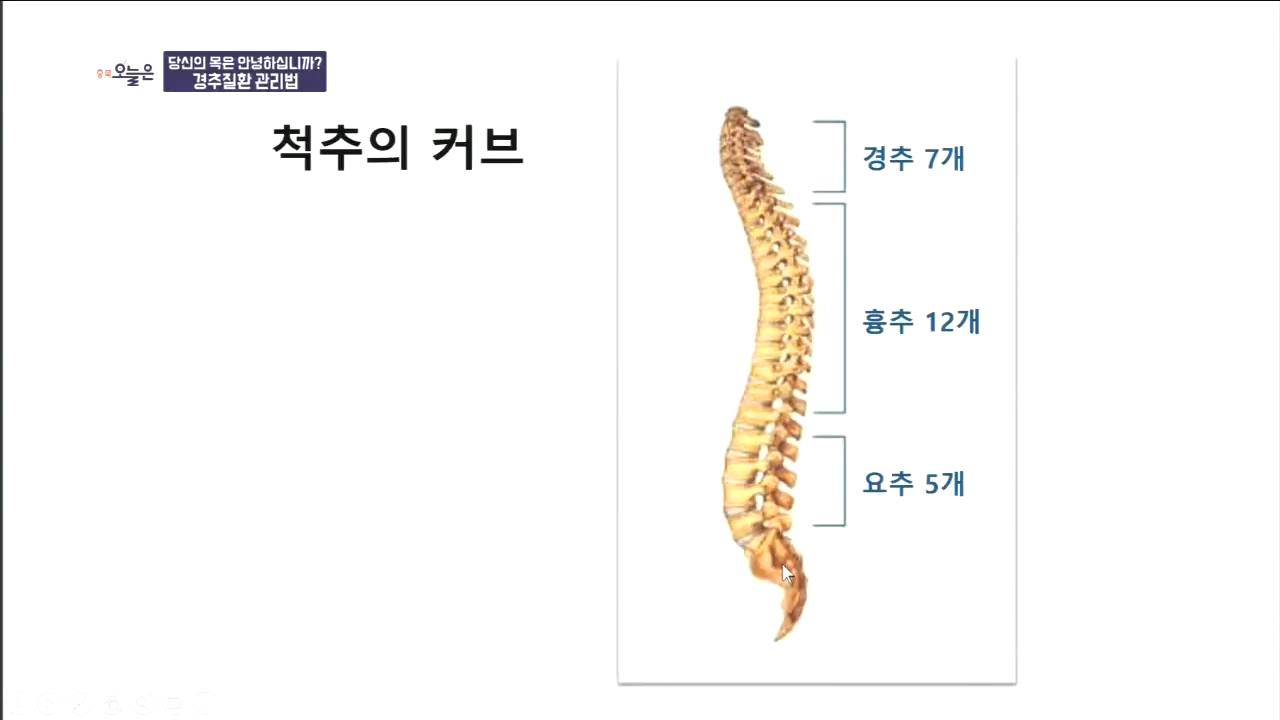 충북 오늘은
당신의 목은 안녕하십니까?
경추질환 관리법
척추의 커브
경추 7개
흉추 12개
요추 5개